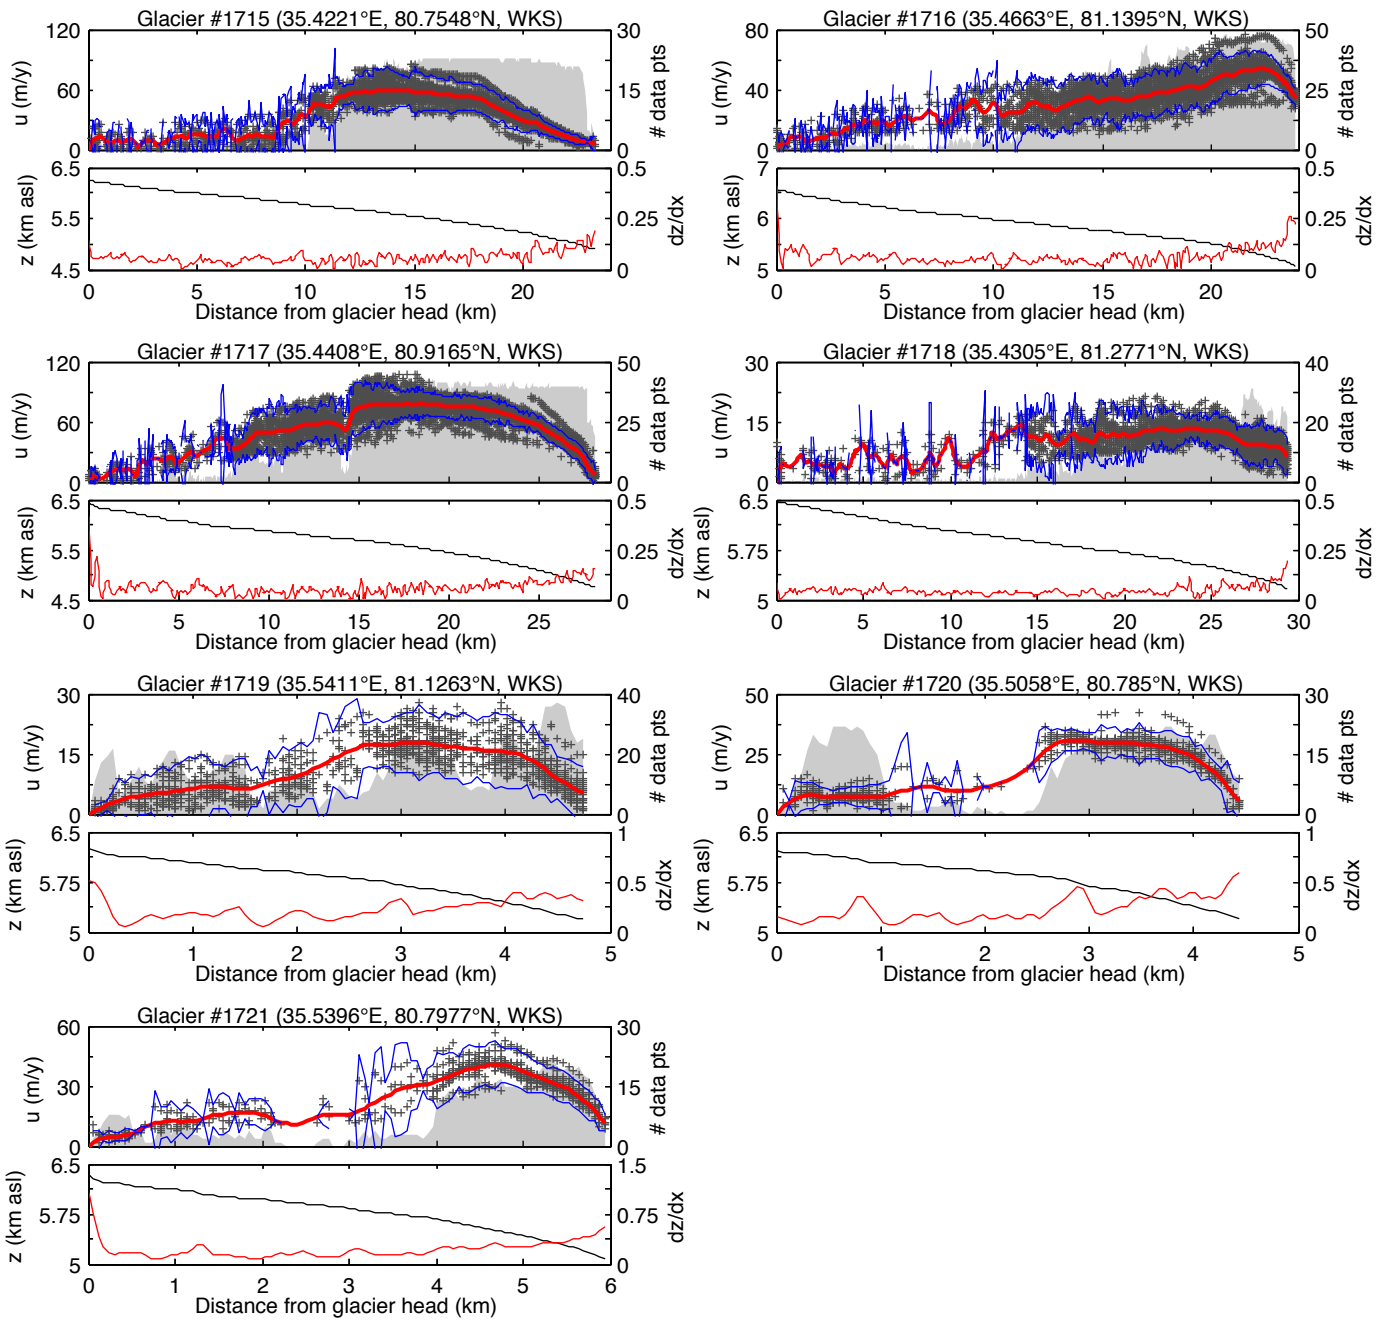 Glacier #1715 (35.4221°E, 80.7548°N, WKS)
120
60
0
u (m/y)
30
15
0
# data pts
6.5
5.5
4.5
z (km asl)
0.5
0.25
0
dz/dx
0 5 10 15 20
Distance from glacier head (km)
Glacier #1716 (35.4663°E, 81.1395°N, WKS)
80
40
0
u (m/y)
50
25
0
# data pts
7
6
5
z (km asl)
0.5
0.25
0
dz/dx
0 5 10 15 20
Distance from glacier head (km)
Glacier #1717 (35.4408°E, 80.9165°N, WKS)
120
60
0
u (m/y)
50
25
0
# data pts
6.5
5.5
4.5
z (km asl)
0.5
0.25
0
dz/dx
0 5 10 15 20 25
Distance from glacier head (km)
Glacier #1718 (35.4305°E, 81.2771°N, WKS)
30
15
0
u (m/y)
40
20
0
# data pts
6.5
5.75
5
z (km asl)
0.5
0.25
0
dz/dx
0 5 10 15 20 25 30
Distance from glacier head (km)
Glacier #1719 (35.5411°E, 81.1263°N, WKS)
30
15
0
u (m/y)
40
20
0
# data pts
6.5
5.75
5
z (km asl)
1
0.5
0
dz/dx
0 1 2 3 4 5
Distance from glacier head (km)
Glacier #1720 (35.5058°E, 80.785°N, WKS)
50
25
0
u (m/y)
30
15
0
# data pts
6.5
5.75
5
z (km asl)
1
0.5
0
dz/dx
0 1 2 3 4 5
Distance from glacier head (km)
Glacier #1721 (35.5396°E, 80.7977°N, WKS)
60
30
0
u (m/y)
30
15
0
# data pts
6.5
5.75
5
z (km asl)
1.5
0.75
0
dz/dx
0 1 2 3 4 5 6
Distance from glacier head (km)